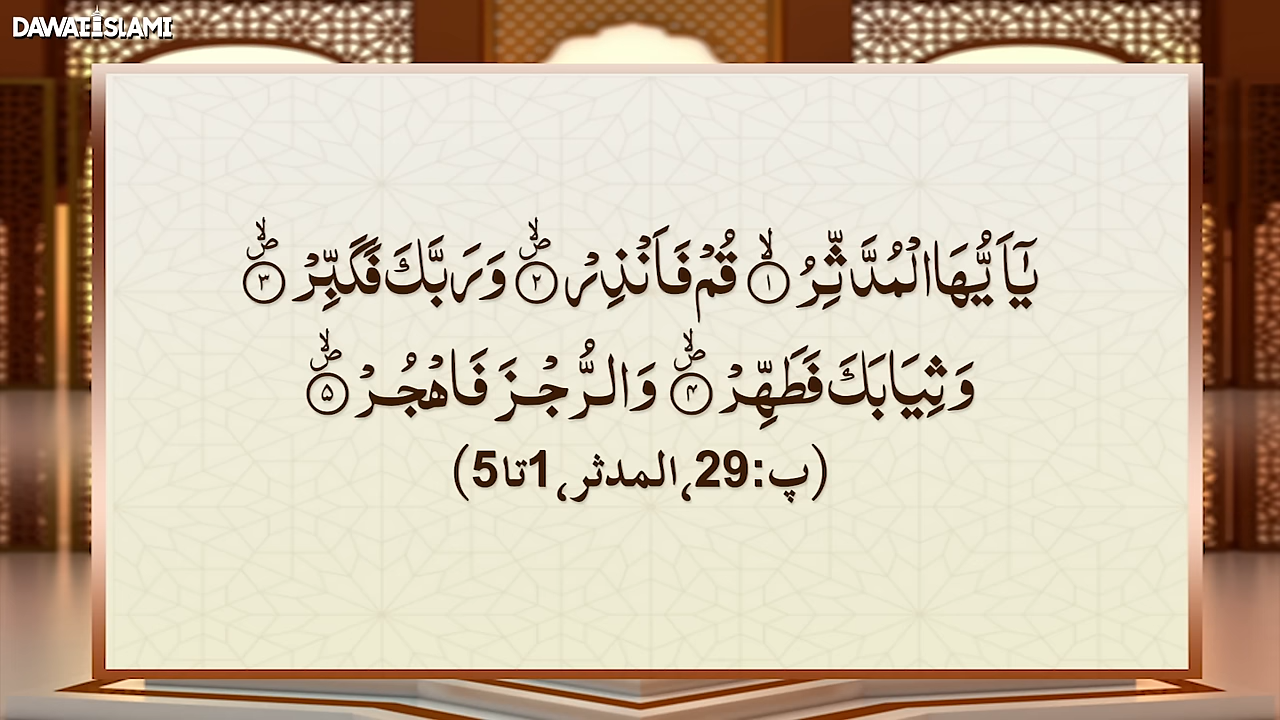 DAWATEISLAMI
یٰۤاَیُّهَا الْمُدَّثِّرُۙ۝۱ قُمْ فَاَنْذِرْ۪ۙ۝۲ وَ رَبَّكَ فَكَبِّرْ۪ۙ۝۳
وَ ثِیَابَكَ فَطَهِّرْ۪ۙ۝۴ وَ الرُّجْزَ فَاهْجُرْ۪ۙ۝۵
(پ:29،المدثر،1تا5)